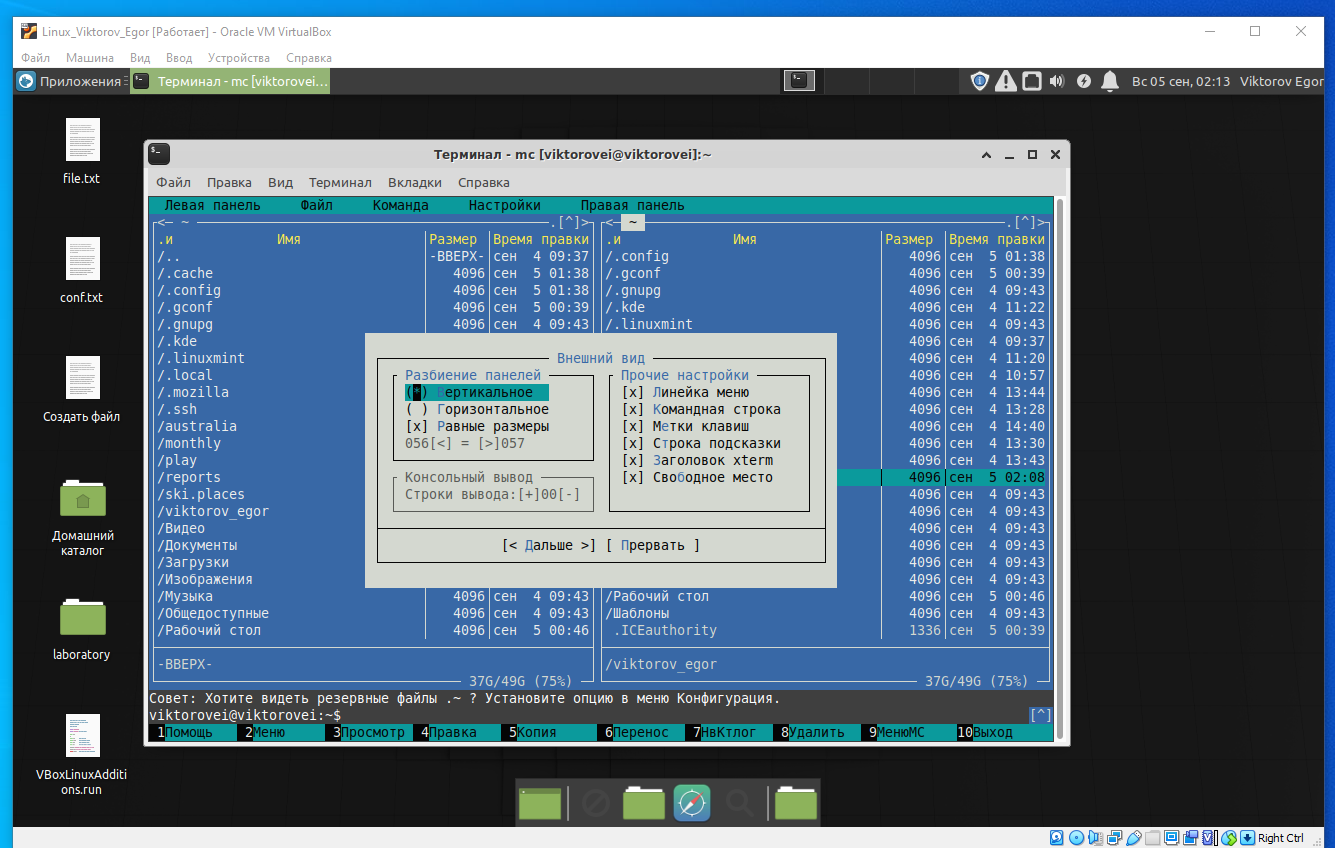 Linux_Viktorov_Egor [Работает] - Oracle VM VirtualBox
Файл Машина Вид Ввод Устройства Справка
Приложения Терминал - mc [viktorovei... Вс 05 сен, 02:13 Viktorov Egor
file.txt
conf.txt
Создать файл
Домашний
каталог
laboratory
VBoxLinuxAdditi
ons.run
Терминал - mc [viktorovei@viktorovei]:~
Файл Правка Вид Терминал Вкладки Справка
Левая панель Файл Команда Настройки Правая панель
<─ ~ .[^]> <─ ~ .[^]>
.и Имя Размер Время правки .и Имя Размер Время правки
/.. -ВВЕРХ- сен 4 09:37 /.config 4096 сен 5 01:38
/.cache 4096 сен 5 01:38 /.gconf 4096 сен 5 00:39
/.config 4096 сен 5 01:38 /.gnupg 4096 сен 4 09:43
/.gconf 4096 сен 5 00:39 /.kde 4096 сен 4 11:22
/.gnupg 4096 сен 4 09:43 /.linuxmint 4096 сен 4 09:43
/.kde 4096 сен 4 09:37
/.linuxmint 4096 сен 4 11:20
/.local 4096 сен 4 10:57
/.mozilla 4096 сен 4 13:44
/.ssh 4096 сен 4 13:28
/australia 4096 сен 4 14:40
/monthly 4096 сен 4 13:30
/play 4096 сен 4 13:43
/reports 4096 сен 5 02:08
/ski.places 4096 сен 4 09:43
/viktorov_egor 4096 сен 4 09:43
/Видео 4096 сен 4 09:43
/Документы 4096 сен 4 09:43
/Загрузки 4096 сен 4 09:43
/Изображения 4096 сен 4 09:43
/Музыка 4096 сен 4 09:43 /Рабочий стол 4096 сен 5 00:46
/Общедоступные 4096 сен 4 09:43 /Шаблоны 4096 сен 4 09:43
/Рабочий стол 4096 сен 5 00:46 .ICEauthority 1336 сен 5 00:39
-ВВЕРХ- /viktorov_egor
37G/49G (75%) 37G/49G (75%)
Внешний вид
Разбиение панелей
(*) Вертикальное
( ) Горизонтальное
[x] Равные размеры
056[<] = [>]057
Консольный вывод
Строки вывода:[+]00[-]
Прочие настройки
[x] Линейка меню
[x] Командная строка
[x] Метки клавиш
[x] Строка подсказки
[x] Заголовок xterm
[x] Свободное место
[< Дальше >] [ Прервать ]
Совет: Хотите видеть резервные файлы .~ ? Установите опцию в меню Конфигурация.
viktorovei@viktorovei:~$ [^]
1Помощь 2Меню 3Просмотр 4Правка 5Копия 6Перенос 7НвКтлог 8Удалить 9МенюМС 10Выход
Right Ctrl